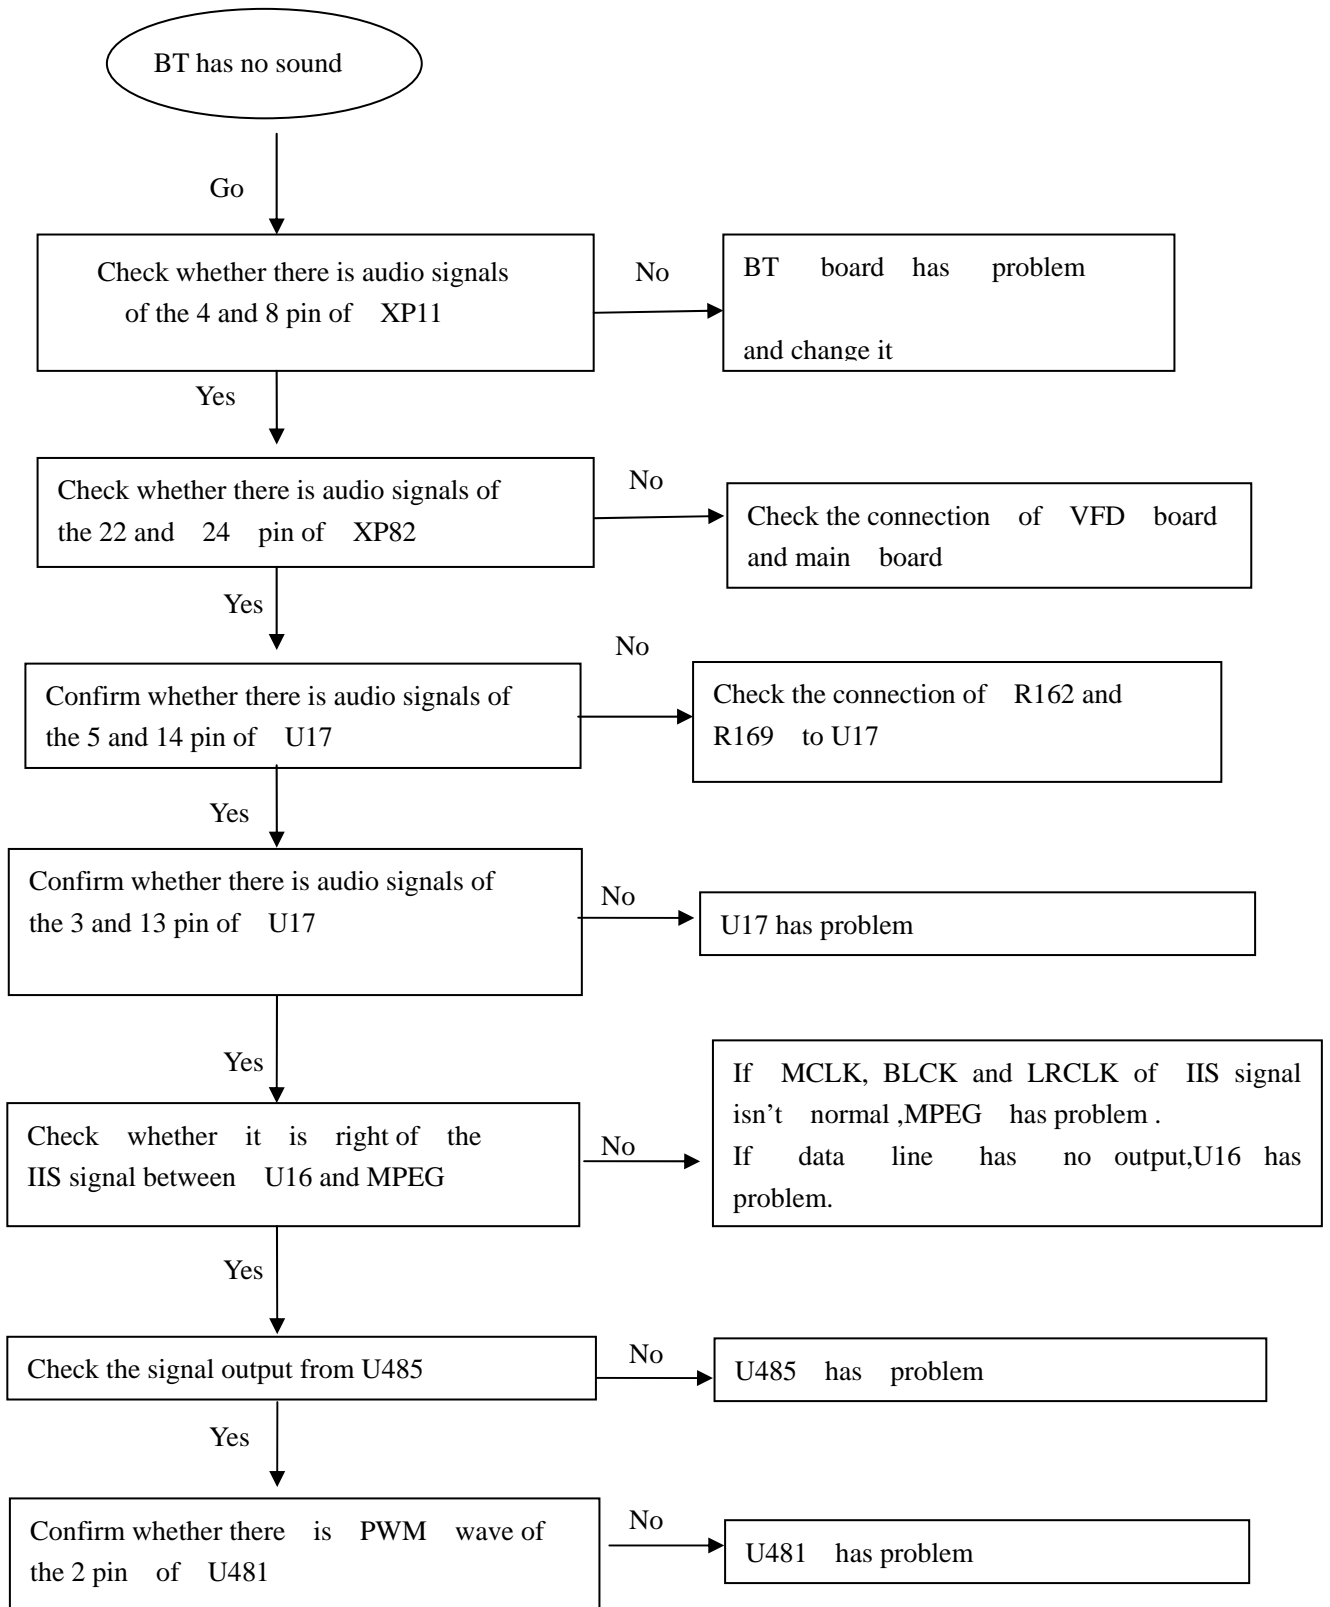 BT has no sound
Go
Check whether there is audio signals
of the 4 and 8 pin of XP11
No
BT board has problem
and change it
Yes
Check whether there is audio signals of
the 22 and 24 pin of XP82
No
Check the connection of VFD board
and main board
Yes
Confirm whether there is audio signals of
the 5 and 14 pin of U17
No
Check the connection of R162 and
R169 to U17
Yes
Confirm whether there is audio signals of
the 3 and 13 pin of U17
No
U17 has problem
Yes
Check whether it is right of the
IIS signal between U16 and MPEG
No
If MCLK, BLCK and LRCLK of IIS signal
isn't normal ,MPEG has problem .
If data line has no output,U16 has
problem.
Yes
Check the signal output from U485
No
U485 has problem
Yes
Confirm whether there is PWM wave of
the 2 pin of U481
No
U481 has problem